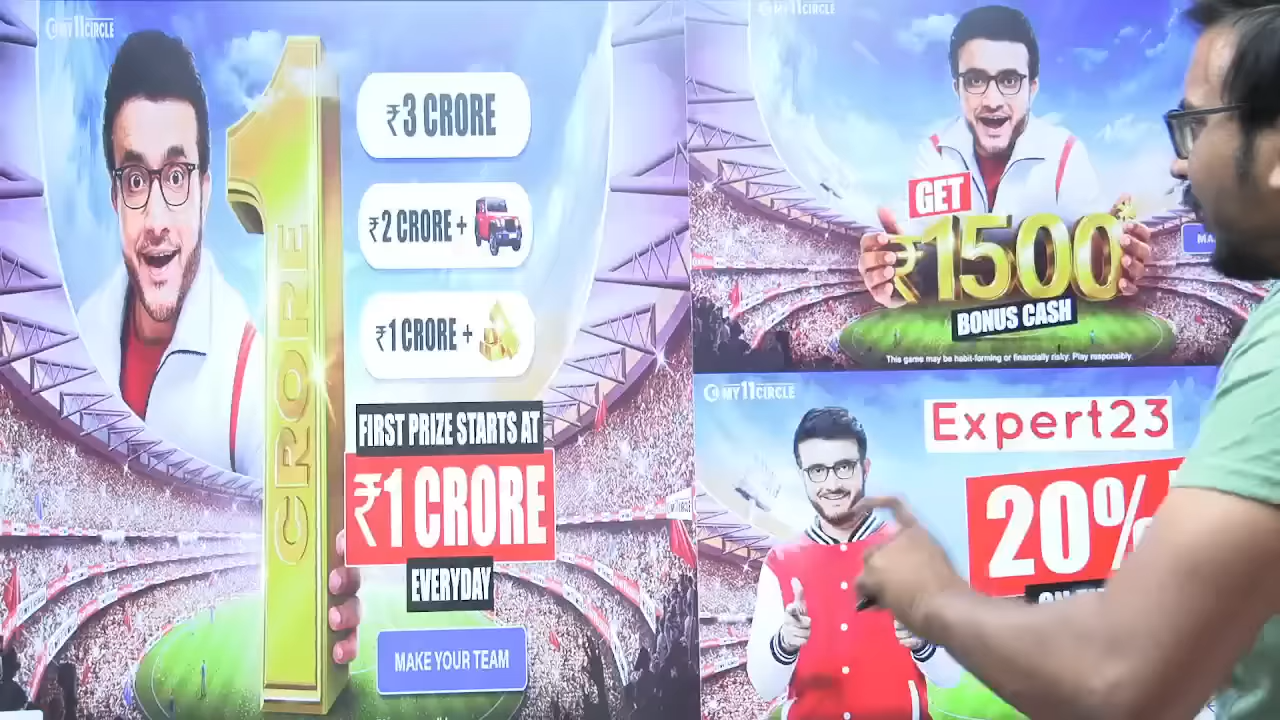 MY11CIRCLE
CRORE
₹3 CRORE
₹2 CRORE +
₹1 CRORE +
FIRST PRIZE STARTS AT
₹1 CRORE
EVERYDAY
MAKE YOUR TEAM
MY11CIRCLE
GET
₹1500*
BONUS CASH
This game may be habit-forming or financially risky. Play responsibly.
MY11CIRCLE
Expert23
20%